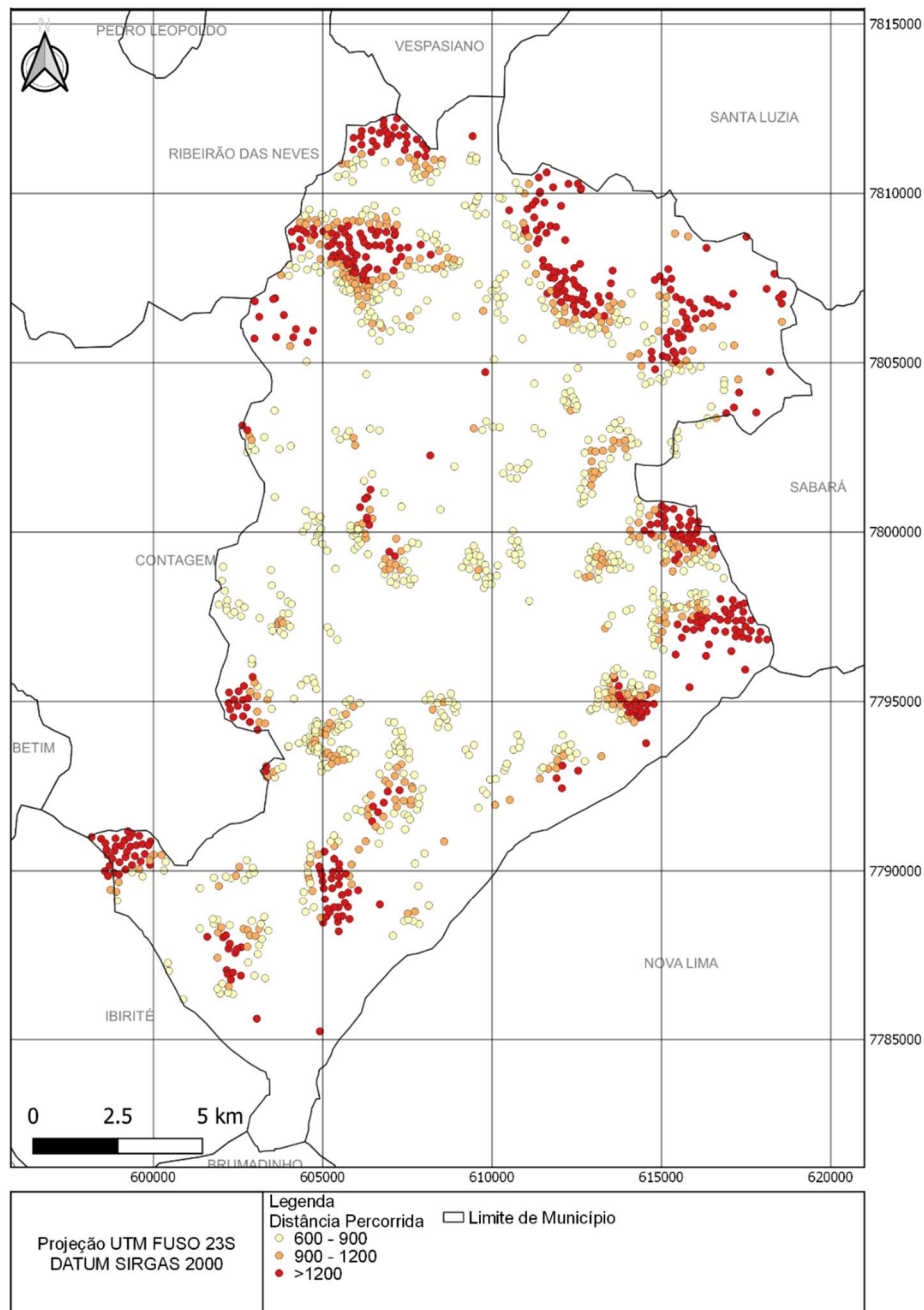 N
PEDRO LEOPOLDO
7815000
VESPASIANO
SANTA LUZIA
RIBEIRÃO DAS NEVES
7810000
7805000
SABARÁ
7800000
CONTAGEM
7795000
BETIM
7790000
NOVA LIMA
IBIRITÉ
7785000
0 2.5 5 km
BRUMADINHO
600000 605000 610000 615000 620000
Legenda
Distância Percorrida
Limite de Município
600 - 900
900 - 1200
>1200
Projeção UTM FUSO 23S
DATUM SIRGAS 2000